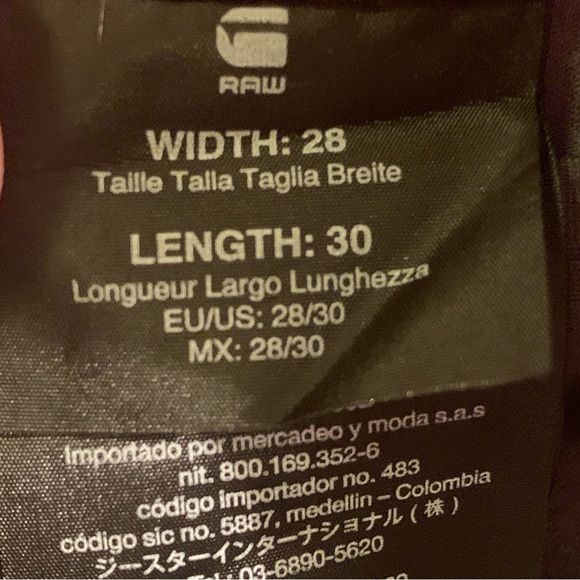 G
RAW
WIDTH: 28
Taille Talla Taglia Breite
LENGTH: 30
Longueur Largo Lunghezza
EU/US: 28/30
MX: 28/30
Importado por mercadeo y moda s.a.s
nit. 800.169.352-6
código importador no. 483
código sic no. 5887, medellin – Colombia
ジースターインターナショナル(株)
Tel: 03-6890-5620